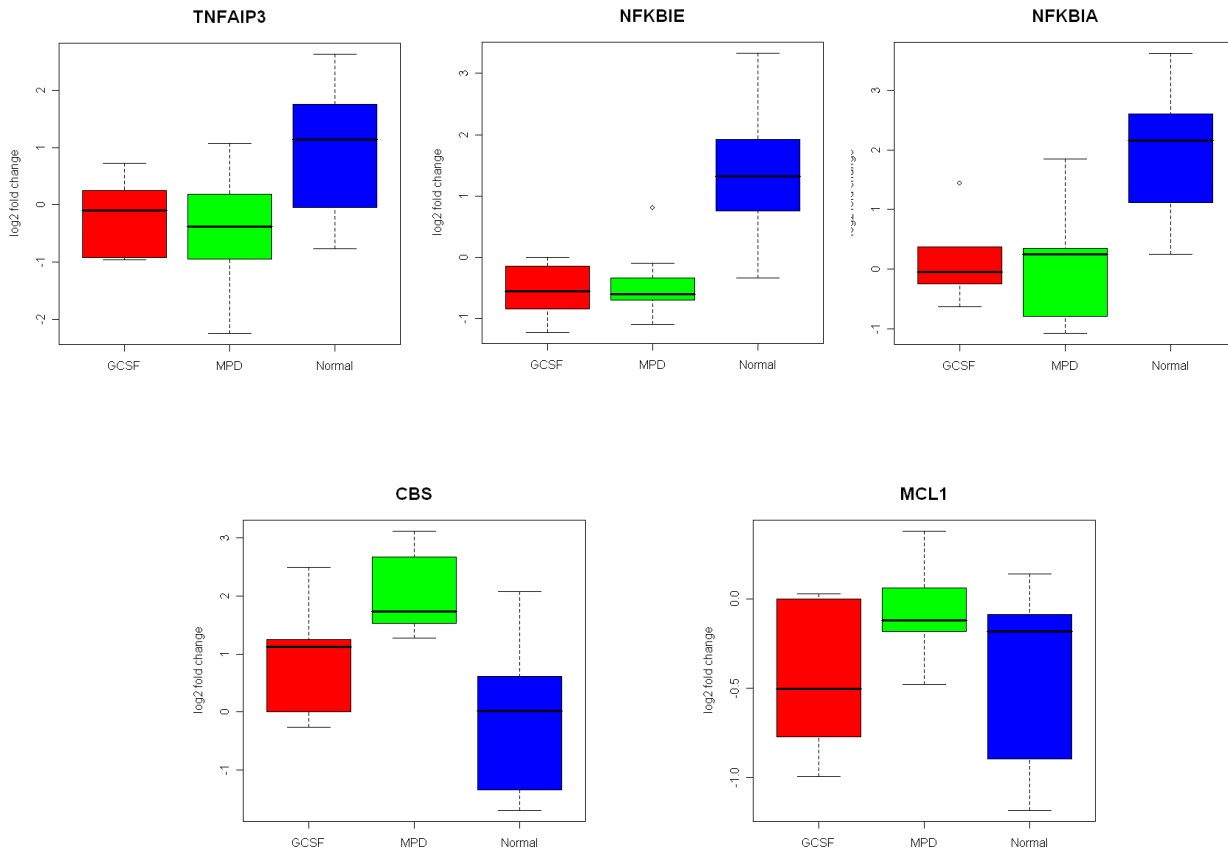 TNFAIP3
NFKBIE
NFKBIA
log2 fold change
2
1
0
-1
-2
GCSF
MPD
Normal
log2 fold change
3
2
1
0
-1
GCSF
MPD
Normal
log2 fold change
3
2
1
0
-1
GCSF
MPD
Normal
CBS
MCL1
log2 fold change
3
2
1
0
-1
GCSF
MPD
Normal
log2 fold change
0.0
-0.5
-1.0
GCSF
MPD
Normal